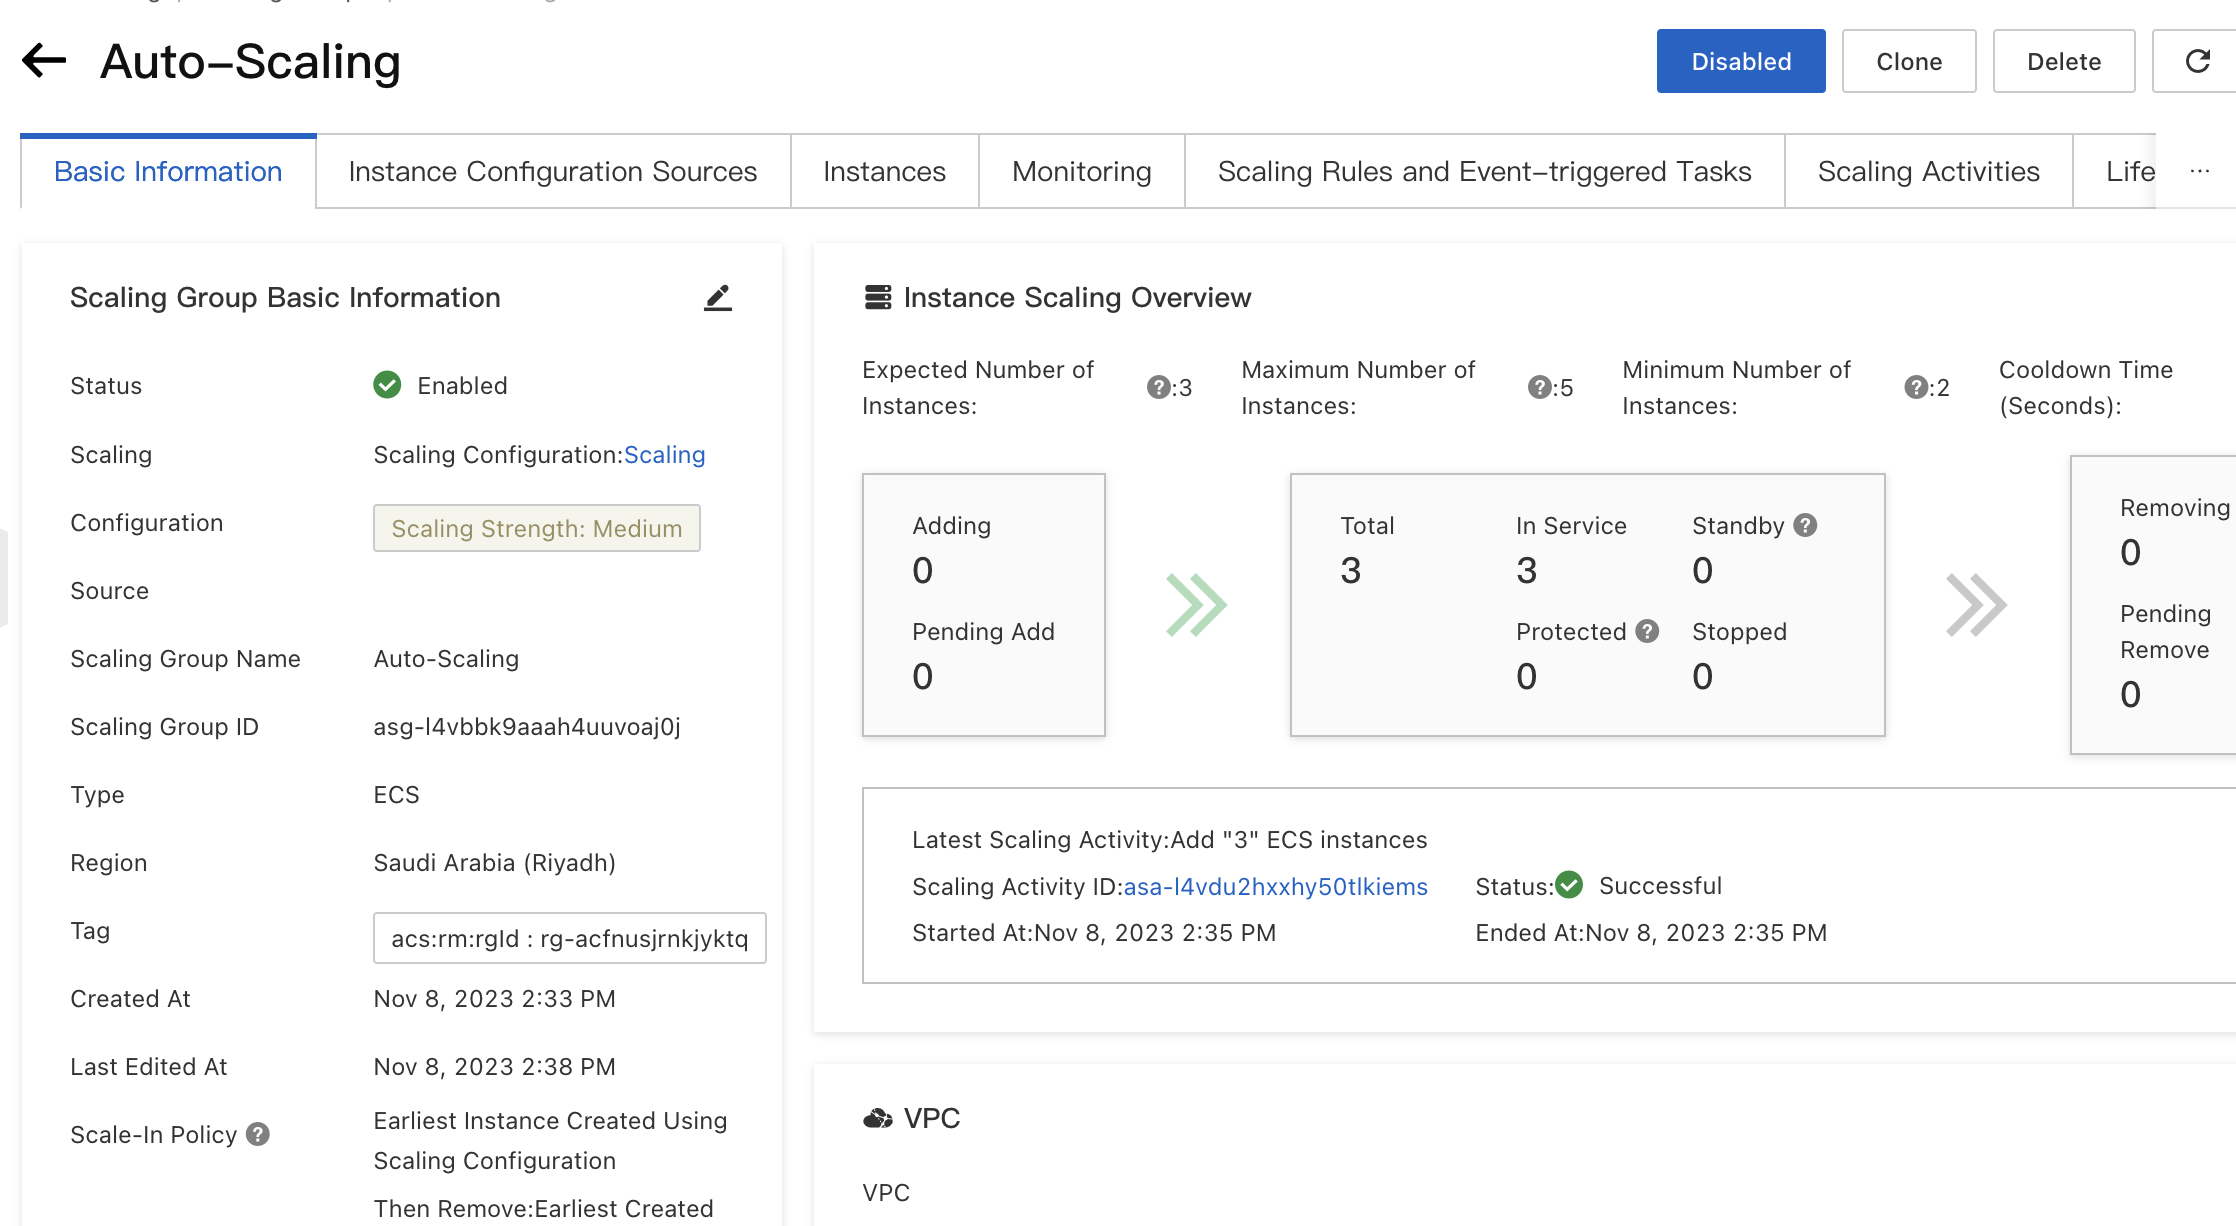 Auto-Scaling
Disabled
Clone
Delete
Basic Information
Instance Configuration Sources
Instances
Monitoring
Scaling Rules and Event-triggered Tasks
Scaling Activities
Life
...
Scaling Group Basic Information
Status
Enabled
Scaling
Configuration
Source
Scaling Configuration:Scaling
Scaling Strength: Medium
Scaling Group Name
Auto-Scaling
Scaling Group ID
asg-l4vbbk9aaah4uuvoaj0j
Type
ECS
Region
Saudi Arabia (Riyadh)
Tag
acs:rm:rgId : rg-acfnusjrnkjyktq
Created At
Nov 8, 2023 2:33 PM
Last Edited At
Nov 8, 2023 2:38 PM
Scale-In Policy ?
Earliest Instance Created Using
Scaling Configuration
Then Remove:Earliest Created
Instance Scaling Overview
Expected Number of
Instances:
?:3
Maximum Number of
Instances:
?:5
Minimum Number of
Instances:
?:2
Cooldown Time
(Seconds):
Adding
0
Pending Add
0
Total
3
In Service
3
Standby ?
0
Protected ?
0
Stopped
0
Removing
0
Pending
Remove
0
Latest Scaling Activity:Add "3" ECS instances
Scaling Activity ID:asa-l4vdu2hxxhy50tlkiems
Status: Successful
Started At:Nov 8, 2023 2:35 PM
Ended At:Nov 8, 2023 2:35 PM
VPC
VPC